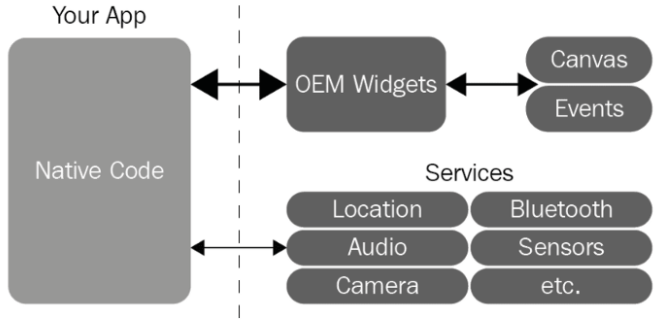 Your App
Native Code
OEM Widgets
Canvas
Events
Services
Location
Bluetooth
Audio
Sensors
Camera
etc.